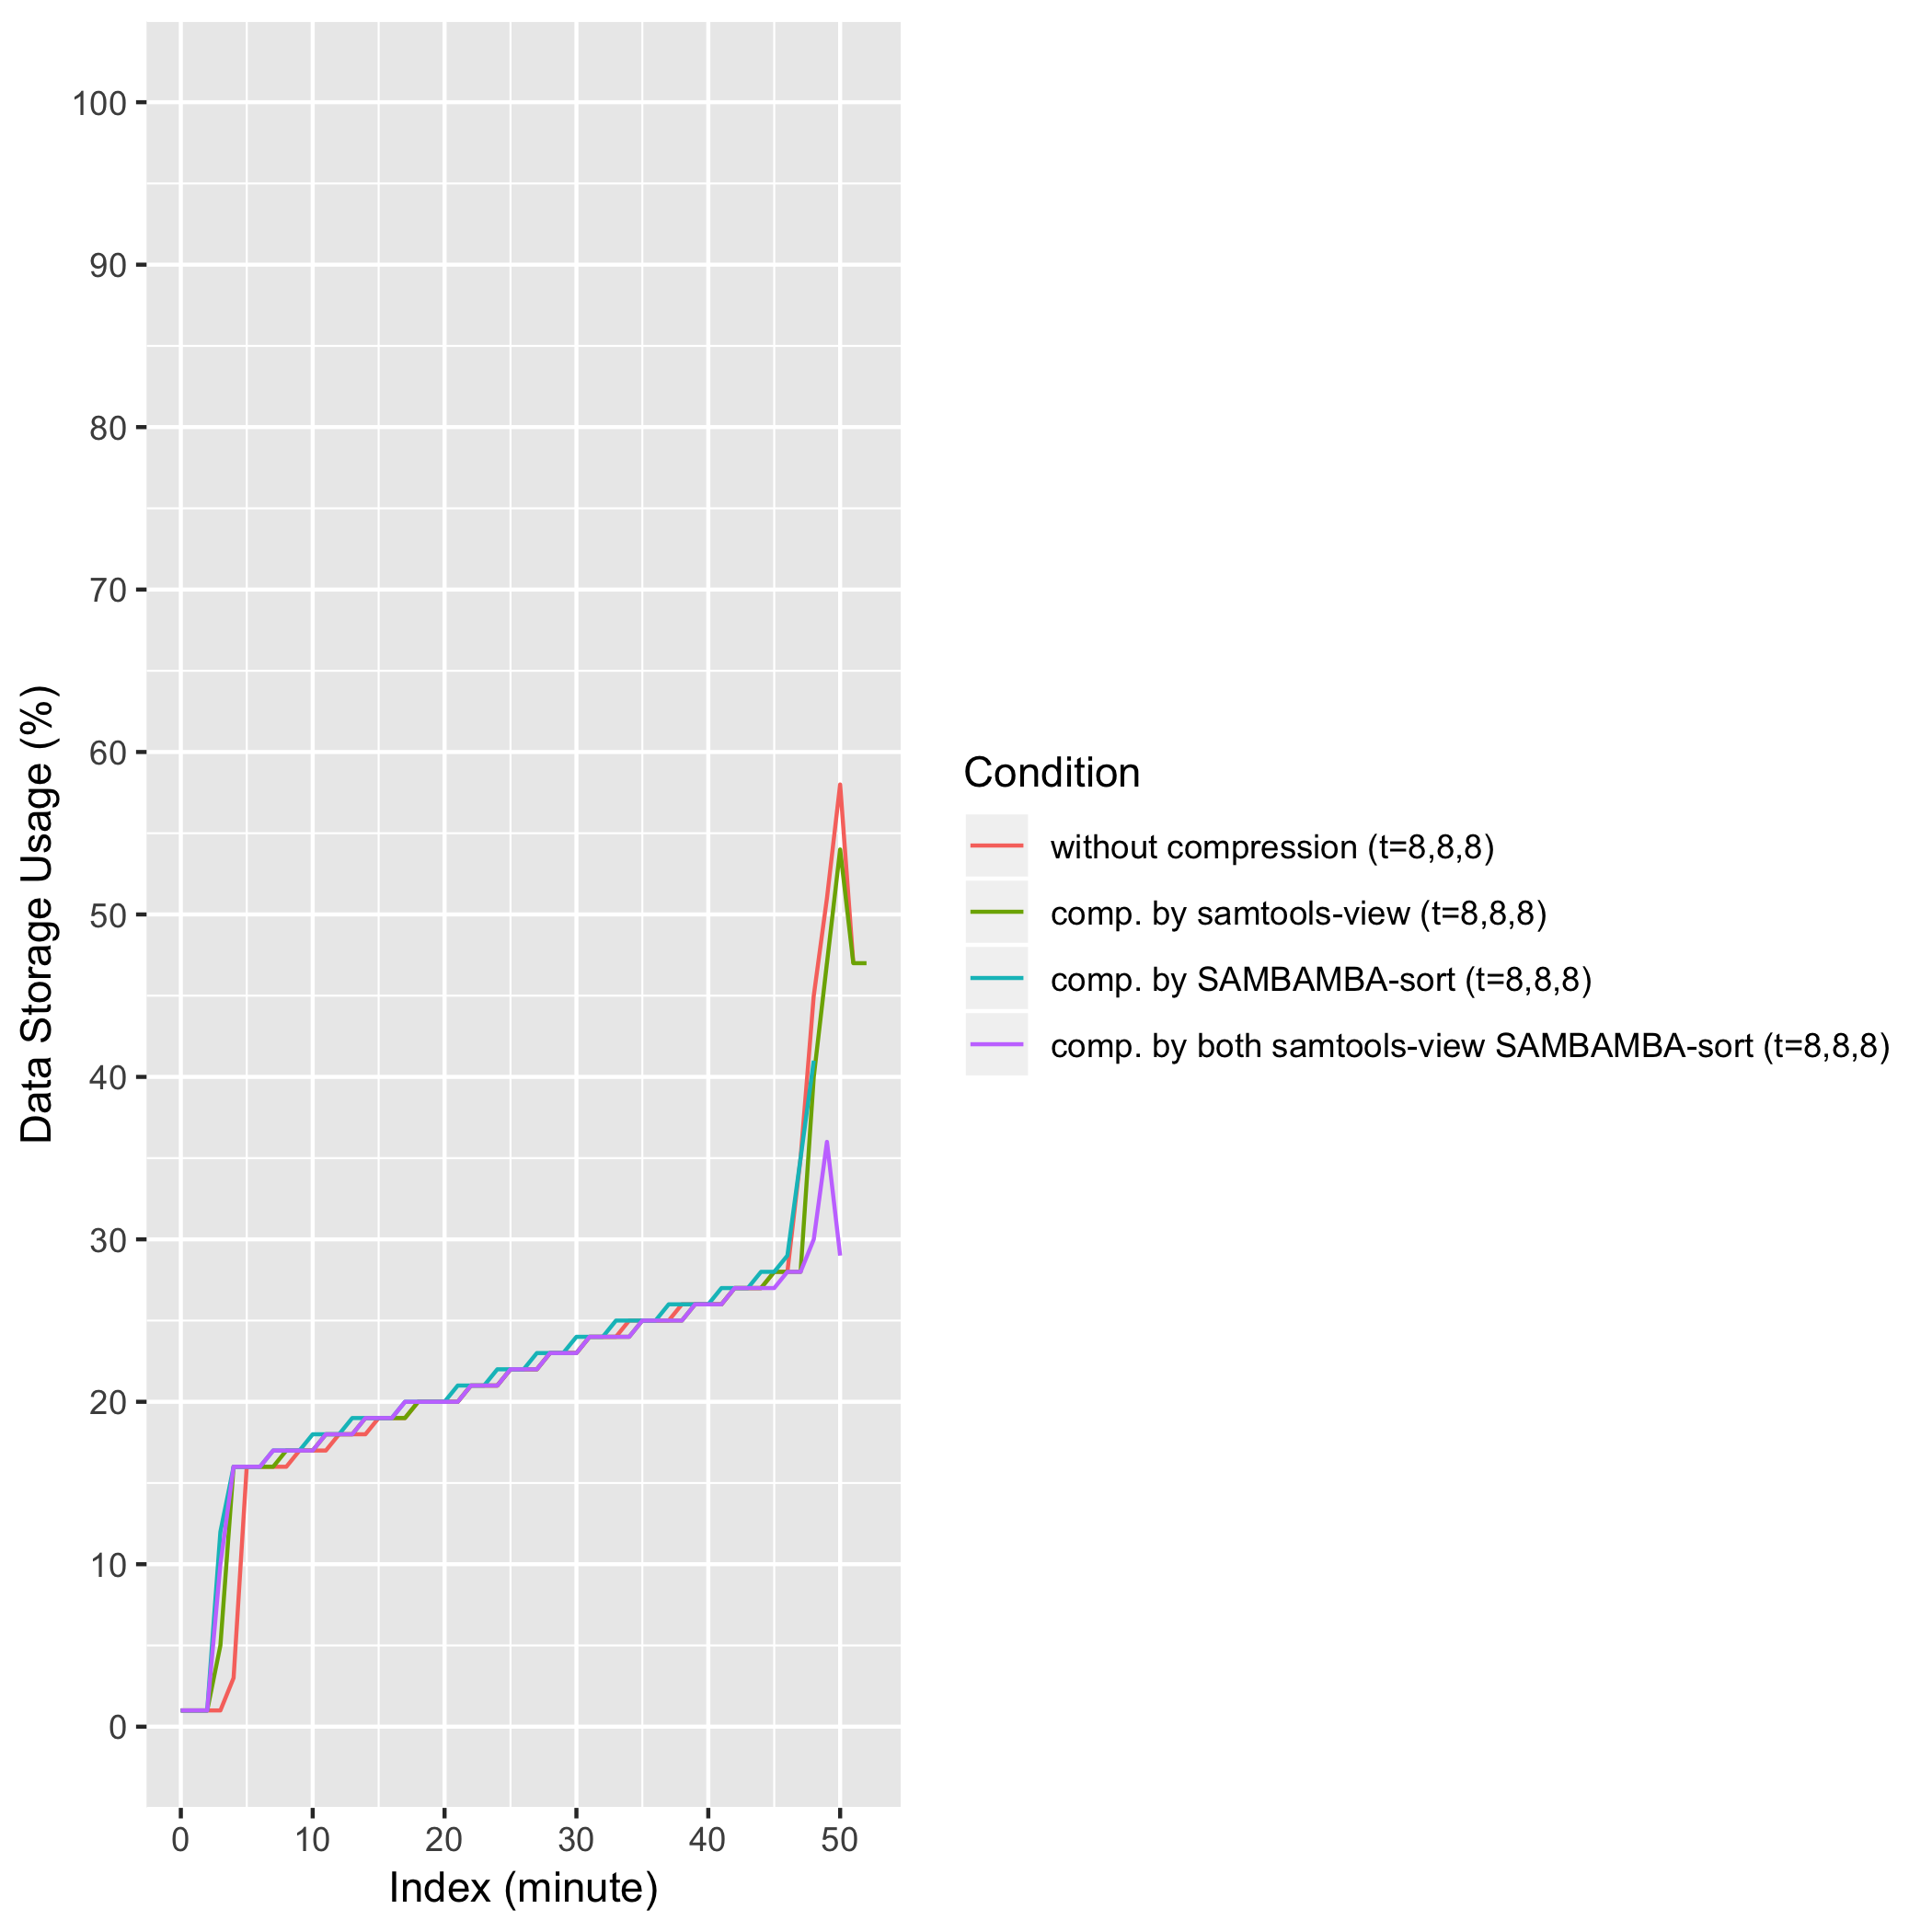 Data Storage Usage (%)
100
90
80
70
60
50
40
30
20
10
0
0 10 20 30 40 50
Index (minute)
Condition
without compression (t=8,8,8)
comp. by samtools-view (t=8,8,8)
comp. by SAMBAMBA-sort (t=8,8,8)
comp. by both samtools-view SAMBAMBA-sort (t=8,8,8)